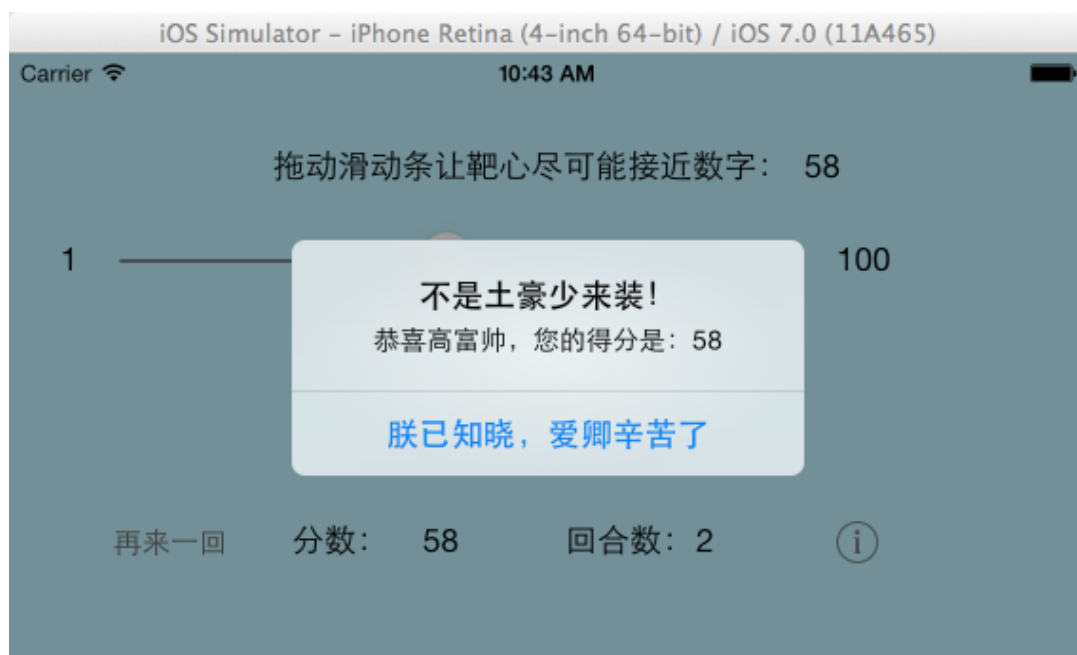 iOS Simulator – iPhone Retina (4-inch 64-bit) / iOS 7.0 (11A465)
Carrier 10:43 AM
拖动滑动条让靶心尽可能接近数字： 58
1 100
不是土豪少来装！
恭喜高富帅，您的得分是：58
朕已知晓，爱卿辛苦了
再来一回 分数： 58 回合数：2 i